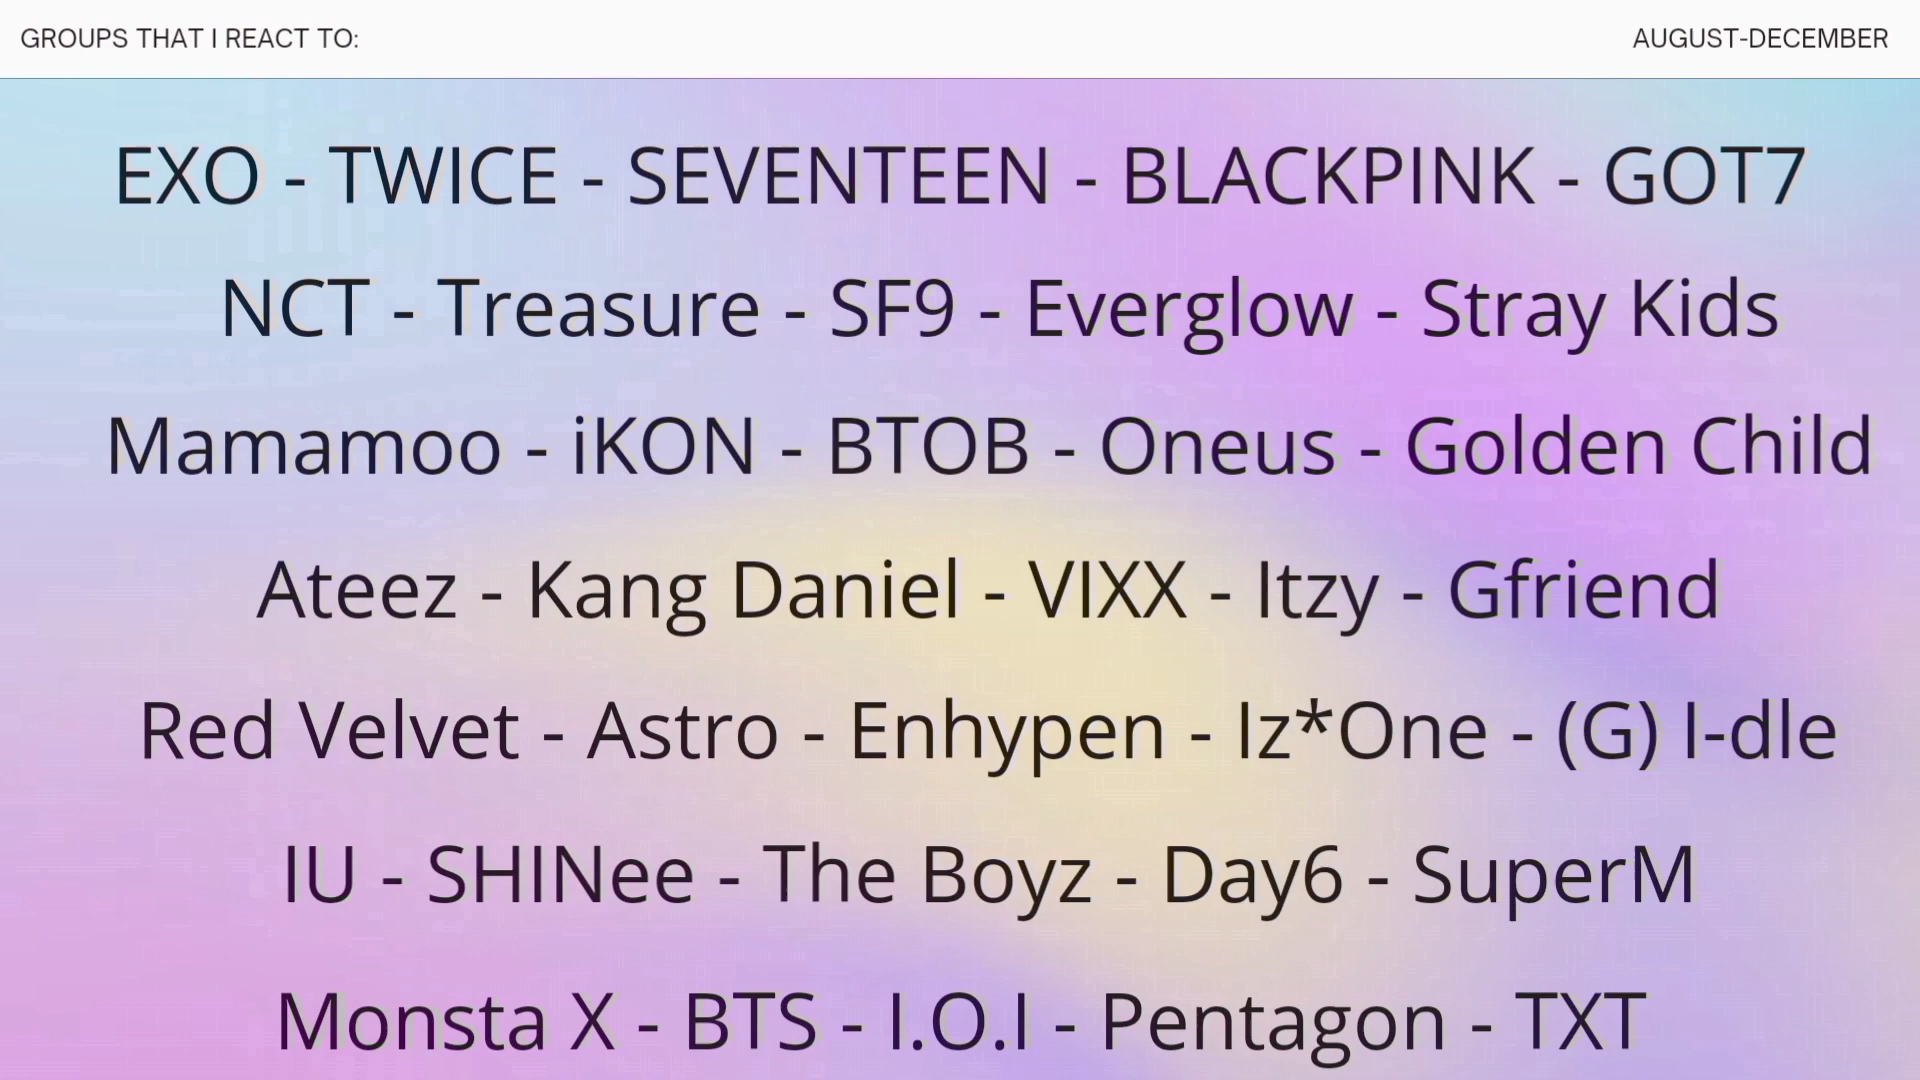 GROUPS THAT I REACT TO:
AUGUST-DECEMBER
EXO - TWICE - SEVENTEEN - BLACKPINK - GOT7
NCT - Treasure - SF9 - Everglow - Stray Kids
Mamamoo - iKON - BTOB - Oneus - Golden Child
Ateez - Kang Daniel - VIXX - Itzy - Gfriend
Red Velvet - Astro - Enhypen - Iz*One - (G) I-dle
IU - SHINee - The Boyz - Day6 - SuperM
Monsta X - BTS - I.O.I - Pentagon - TXT